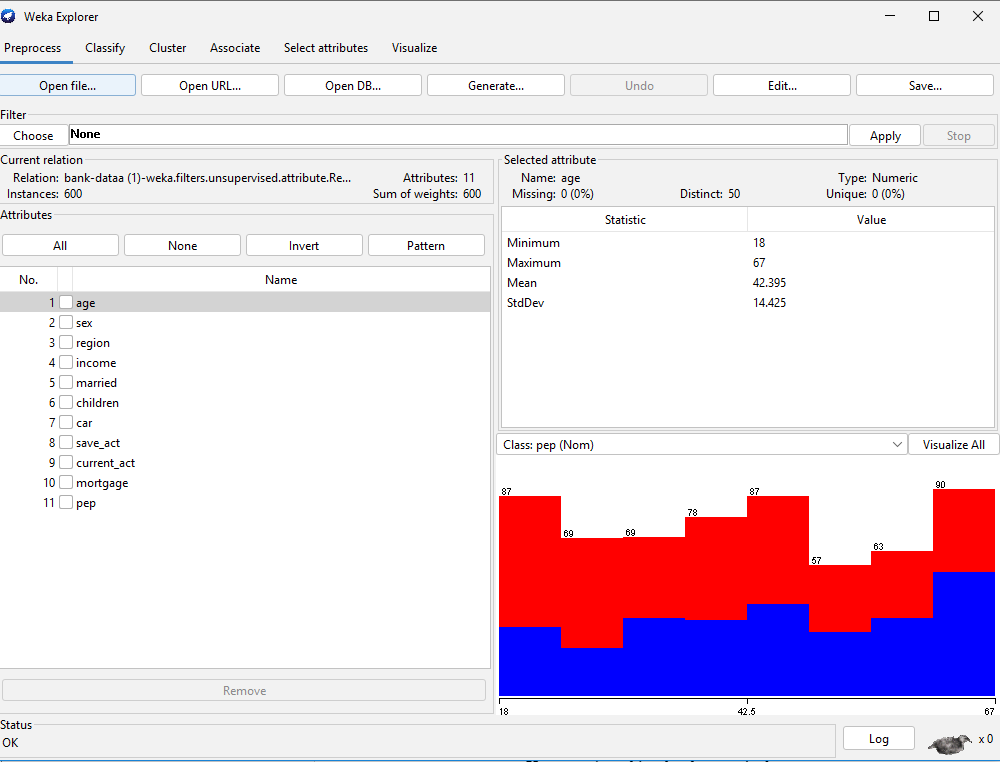 Weka Explorer
Preprocess Classify Cluster Associate Select attributes Visualize
Open file... Open URL... Open DB... Generate... Undo Edit... Save...
Filter
Choose None Apply Stop
Current relation
Relation: bank-dataa (1)-weka.filters.unsupervised.attribute.Re... Attributes: 11
Instances: 600 Sum of weights: 600
Attributes
All None Invert Pattern
No. Name
1 age
2 sex
3 region
4 income
5 married
6 children
7 car
8 save_act
9 current_act
10 mortgage
11 pep
Remove
Selected attribute
Name: age Type: Numeric
Missing: 0 (0%) Distinct: 50 Unique: 0 (0%)
Statistic Value
Minimum 18
Maximum 67
Mean 42.395
StdDev 14.425
Class: pep (Nom) Visualize All
87 69 69 78 87 57 63 90
18 42.5 67
Status
OK
Log x 0